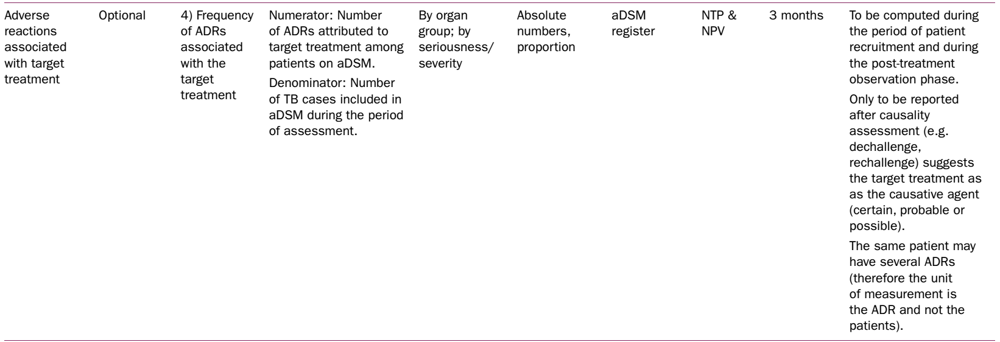 Adverse
reactions
associated
with target
treatment
Optional
4) Frequency
of ADRs
associated
with the
target
treatment
Numerator: Number
of ADRs attributed to
target treatment among
patients on aDSM.
Denominator: Number
of TB cases included in
aDSM during the period
of assessment.
By organ
group; by
seriousness/
severity
Absolute
numbers,
proportion
aDSM
register
NTP &
NPV
3 months
To be computed during
the period of patient
recruitment and during
the post-treatment
observation phase.
Only to be reported
after causality
assessment (e.g.
dechallenge,
rechallenge) suggests
the target treatment as
as the causative agent
(certain, probable or
possible).
The same patient may
have several ADRs
(therefore the unit
of measurement is
the ADR and not the
patients).